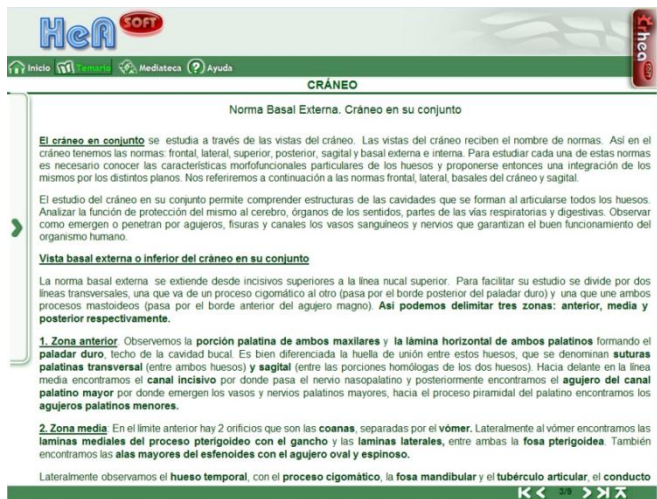 HeA SOFT
rhea
Inicio Temario Mediateca Ayuda
CRÁNEO
Norma Basal Externa. Cráneo en su conjunto
El cráneo en conjunto se estudia a través de las vistas del cráneo. Las vistas del cráneo reciben el nombre de normas. Así en el
cráneo tenemos las normas: frontal, lateral, superior, posterior, sagital y basal externa e interna. Para estudiar cada una de estas normas
es necesario conocer las características morfofuncionales particulares de los huesos y proponerse entonces una integración de los
mismos por los distintos planos. Nos referiremos a continuación a las normas frontal, lateral, basales del cráneo y sagital.
El estudio del cráneo en su conjunto permite comprender estructuras de las cavidades que se forman al articularse todos los huesos.
Analizar la función de protección del mismo al cerebro, órganos de los sentidos, partes de las vías respiratorias y digestivas. Observar
como emergen o penetran por agujeros, fisuras y canales los vasos sanguíneos y nervios que garantizan el buen funcionamiento del
organismo humano.
Vista basal externa o inferior del cráneo en su conjunto
La norma basal externa se extiende desde incisivos superiores a la línea nucal superior. Para facilitar su estudio se divide por dos
líneas transversales, una que va de un proceso cigomático al otro (pasa por el borde posterior del paladar duro) y una que une ambos
procesos mastoideos (pasa por el borde anterior del agujero magno). Así podemos delimitar tres zonas: anterior, media y
posterior respectivamente.
1. Zona anterior. Observemos la porción palatina de ambos maxilares y la lámina horizontal de ambos palatinos formando el
paladar duro, techo de la cavidad bucal. Es bien diferenciada la huella de unión entre estos huesos, que se denominan suturas
palatinas transversal (entre ambos huesos) y sagital (entre las porciones homólogas de los dos huesos). Hacia delante en la línea
media encontramos el canal incisivo por donde pasa el nervio nasopalatino y posteriormente encontramos el agujero del canal
palatino mayor por donde emergen los vasos y nervios palatinos mayores, hacia el proceso piramidal del palatino encontramos los
agujeros palatinos menores.
2. Zona media: En el límite anterior hay 2 orificios que son las coanas, separadas por el vómer. Lateralmente al vómer encontramos las
laminas mediales del proceso pterigoideo con el gancho y las laminas laterales, entre ambas la fosa pterigoidea. También
encontramos las alas mayores del esfenoides con el agujero oval y espinoso.
Lateralmente observamos el hueso temporal, con el proceso cigomático, la fosa mandibular y el tubérculo articular, el conducto
3/9